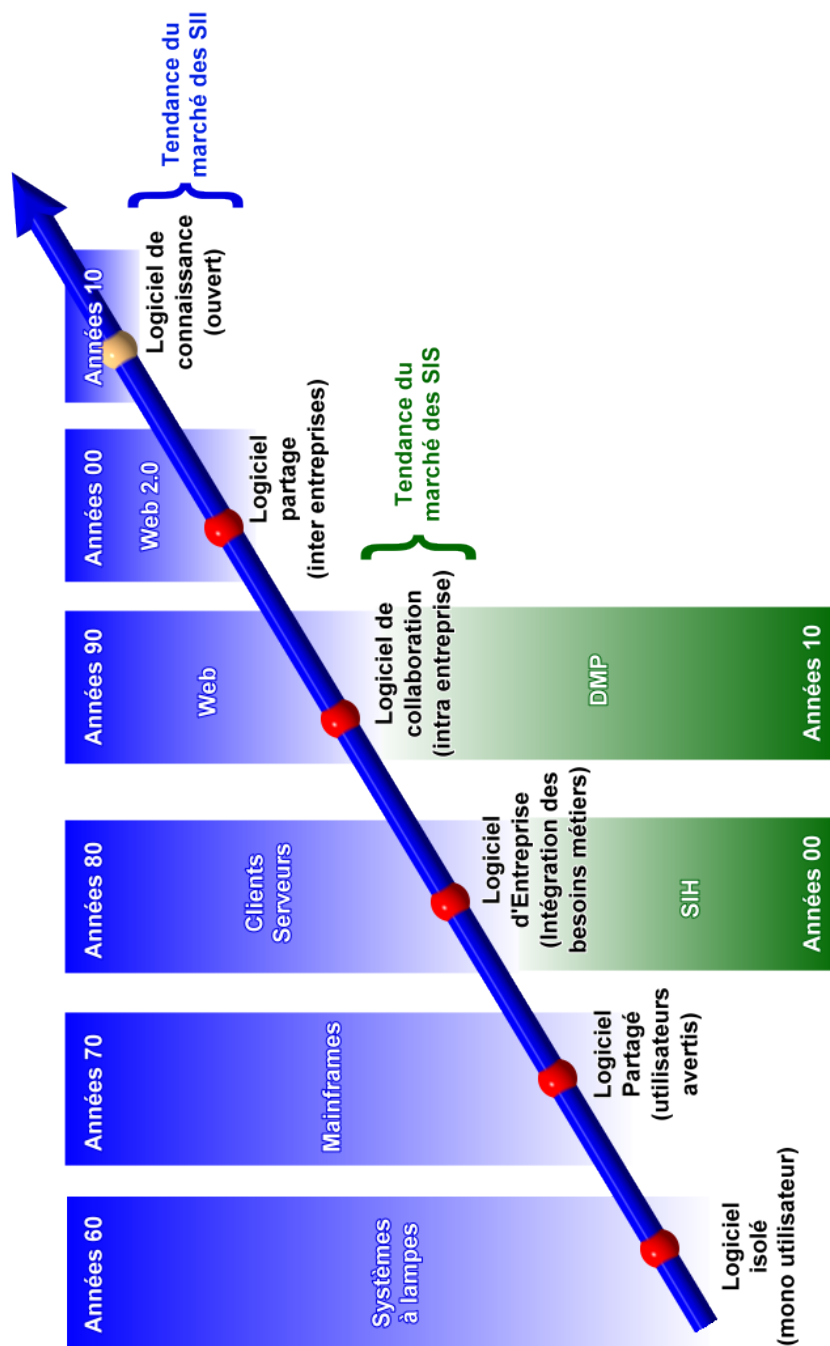 Années 60
Systèmes
à lampes
Logiciel
isolé
(mono utilisateur)
Années 70
Mainframes
Logiciel
Partagé
(utilisateurs
avertis)
Années 80
Clients
Serveurs
Logiciel
d'Entreprise
(Intégration des
besoins métiers)
SIH
Années 00
Années 90
Web
Logiciel de
collaboration
(intra entreprise)
DMP
Années 10
Tendance du
marché des SIS
Années 00
Web 2.0
Logiciel
partage
(inter entreprises)
Années 10
Logiciel de
connaissance
(ouvert)
Tendance du
marché des SII